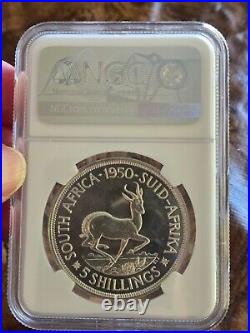 NGC
SOUTH AFRICA · 1950 · SUID-AFRIKA
5 SHILLINGS